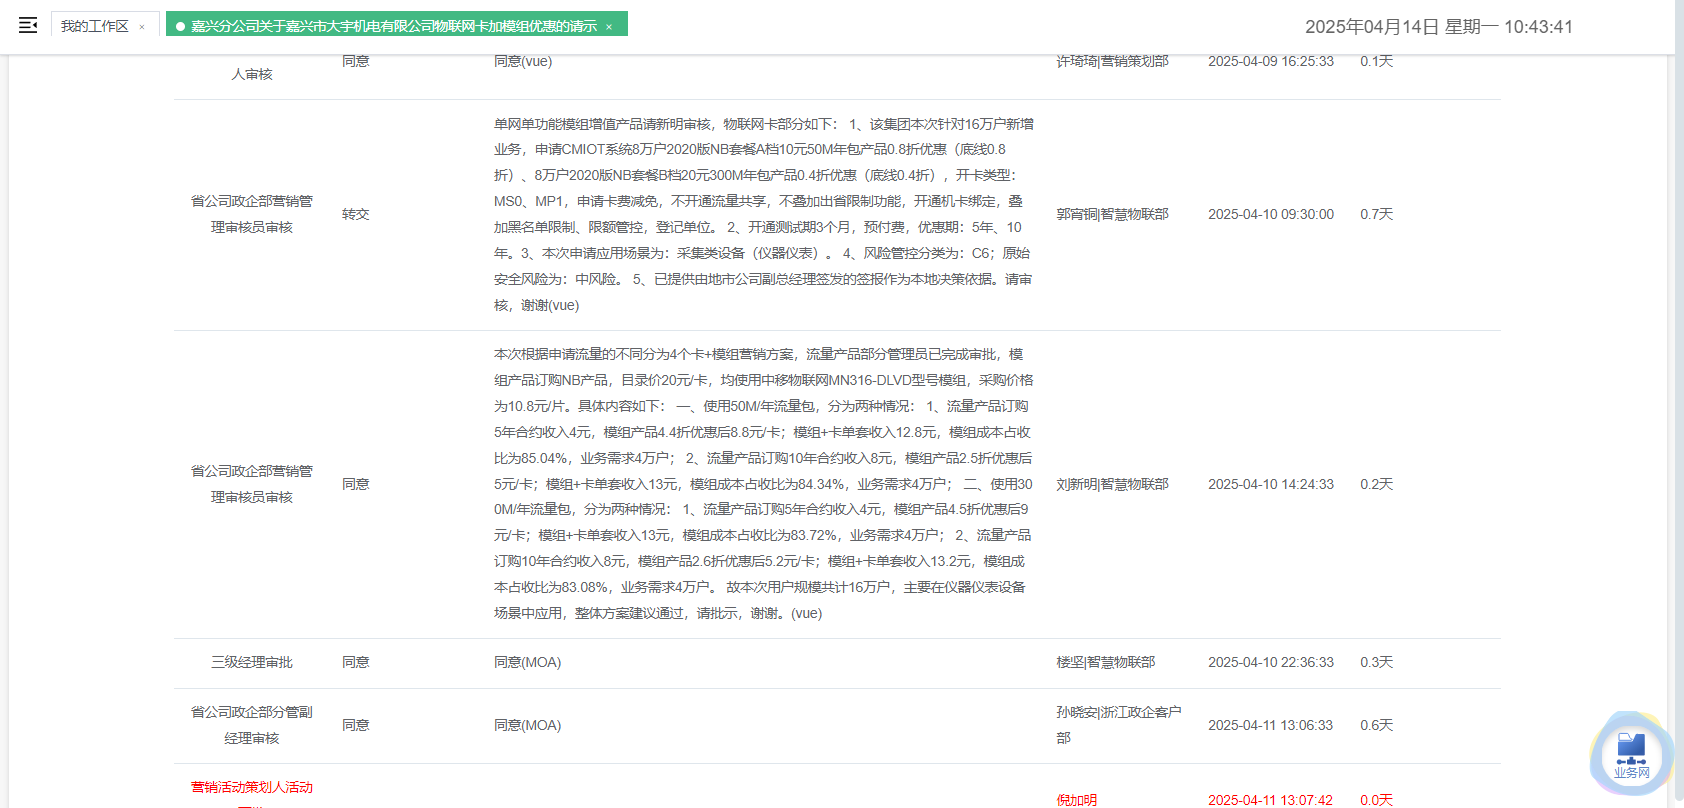 我的工作区 ×
嘉兴分公司关于嘉兴市大宇机电有限公司物联网卡加模组优惠的请示 ×
2025年04月14日 星期一 10:43:41
人审核
同意
同意(vue)
许琦琦|营销策划部
2025-04-09 16:25:33
0.1天
省公司政企部营销管
理审核员审核
转交
单网单功能模组增值产品请新明审核，物联网卡部分如下： 1、该集团本次针对16万户新增
业务，申请CMIOT系统8万户2020版NB套餐A档10元50M年包产品0.8折优惠（底线0.8
折）、8万户2020版NB套餐B档20元300M年包产品0.4折优惠（底线0.4折），开卡类型：
MS0、MP1，申请卡费减免，不开通流量共享，不叠加出省限制功能，开通机卡绑定，叠
加黑名单限制、限额管控，登记单位。 2、开通测试期3个月，预付费，优惠期：5年、10
年。3、本次申请应用场景为：采集类设备（仪器仪表）。 4、风险管控分类为：C6；原始
安全风险为：中风险。 5、已提供由地市公司副总经理签发的签报作为本地决策依据。请审
核，谢谢(vue)
郭宵铜|智慧物联部
2025-04-10 09:30:00
0.7天
省公司政企部营销管
理审核员审核
同意
本次根据申请流量的不同分为4个卡+模组营销方案，流量产品部分管理员已完成审批，模
组产品订购NB产品，目录价20元/卡，均使用中移物联网MN316-DLVD型号模组，采购价格
为10.8元/片。具体内容如下： 一、使用50M/年流量包，分为两种情况： 1、流量产品订购
5年合约收入4元，模组产品4.4折优惠后8.8元/卡；模组+卡单套收入12.8元，模组成本占收
比为85.04%，业务需求4万户； 2、流量产品订购10年合约收入8元，模组产品2.5折优惠后
5元/卡；模组+卡单套收入13元，模组成本占收比为84.34%，业务需求4万户； 二、使用30
0M/年流量包，分为两种情况： 1、流量产品订购5年合约收入4元，模组产品4.5折优惠后9
元/卡；模组+卡单套收入13元，模组成本占收比为83.72%，业务需求4万户； 2、流量产品
订购10年合约收入8元，模组产品2.6折优惠后5.2元/卡；模组+卡单套收入13.2元，模组成
本占收比为83.08%，业务需求4万户。 故本次用户规模共计16万户，主要在仪器仪表设备
场景中应用，整体方案建议通过，请批示，谢谢。(vue)
刘新明|智慧物联部
2025-04-10 14:24:33
0.2天
三级经理审批
同意
同意(MOA)
楼坚|智慧物联部
2025-04-10 22:36:33
0.3天
省公司政企部分管副
经理审核
同意
同意(MOA)
孙晓安|浙江政企客户
部
2025-04-11 13:06:33
0.6天
营销活动策划人活动
倪加明
2025-04-11 13:07:42
0.0天
业务网